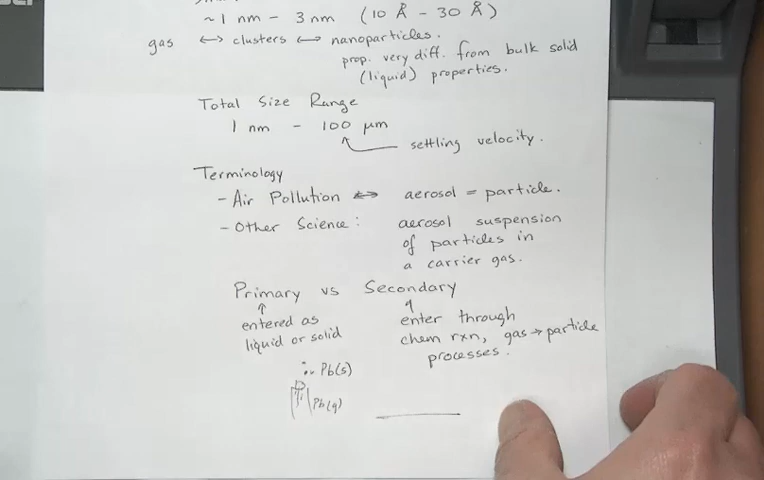 ~ 1 nm - 3 nm (10 Å - 30 Å)
gas ↔ clusters ↔ nanoparticles.
prop. very diff. from bulk solid
(liquid) properties.
Total Size Range
1 nm - 100 μm
settling velocity.
Terminology
- Air Pollution ↔ aerosol = particle.
- Other Science: aerosol suspension
of particles in
a carrier gas.
Primary vs Secondary
↑ ↑
entered as
liquid or solid
enter through
chem rxn, gas → particle
processes.
Pb(s)
Pb(g)